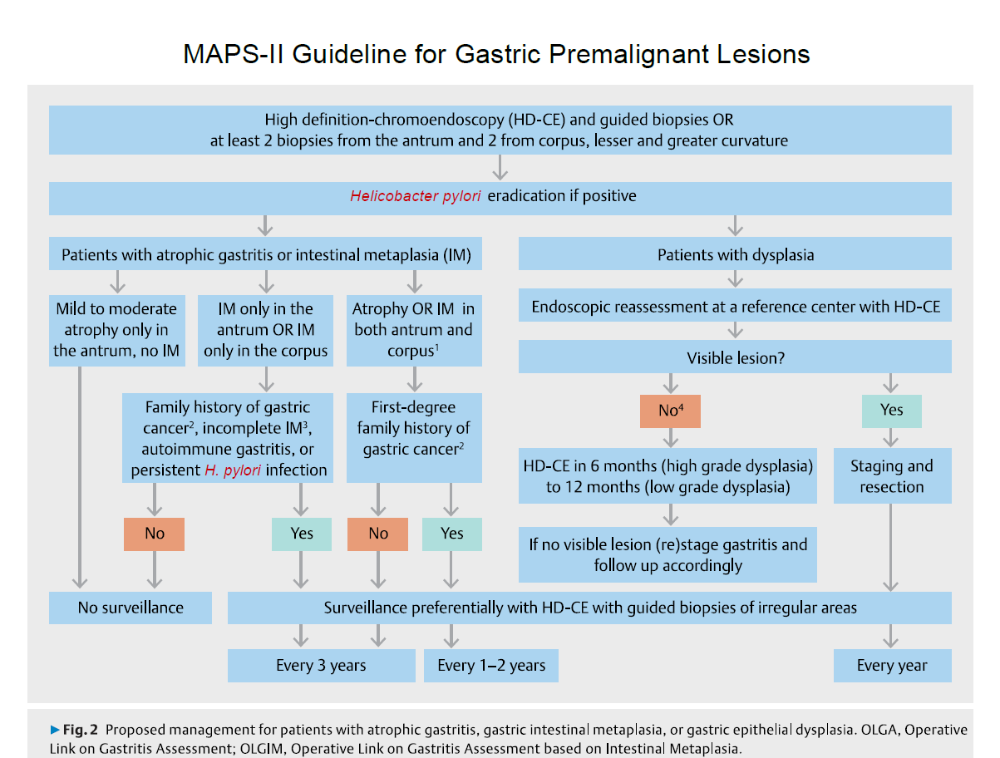 MAPS-II Guideline for Gastric Premalignant Lesions
High definition-chromoendoscopy (HD-CE) and guided biopsies OR
at least 2 biopsies from the antrum and 2 from corpus, lesser and greater curvature
Helicobacter pylori eradication if positive
Patients with atrophic gastritis or intestinal metaplasia (IM)
Mild to moderate
atrophy only in
the antrum, no IM
IM only in the
antrum OR IM
only in the corpus
Atrophy OR IM in
both antrum and
corpus¹
Family history of gastric
cancer², incomplete IM³,
autoimmune gastritis, or
persistent H. pylori infection
First-degree
family history of
gastric cancer²
No
Yes
No
Yes
Patients with dysplasia
Endoscopic reassessment at a reference center with HD-CE
Visible lesion?
No⁴
Yes
HD-CE in 6 months (high grade dysplasia)
to 12 months (low grade dysplasia)
Staging and
resection
If no visible lesion (re)stage gastritis and
follow up accordingly
No surveillance
Surveillance preferentially with HD-CE with guided biopsies of irregular areas
Every 3 years
Every 1–2 years
Every year
▶ Fig. 2 Proposed management for patients with atrophic gastritis, gastric intestinal metaplasia, or gastric epithelial dysplasia. OLGA, Operative
Link on Gastritis Assessment; OLGIM, Operative Link on Gastritis Assessment based on Intestinal Metaplasia.